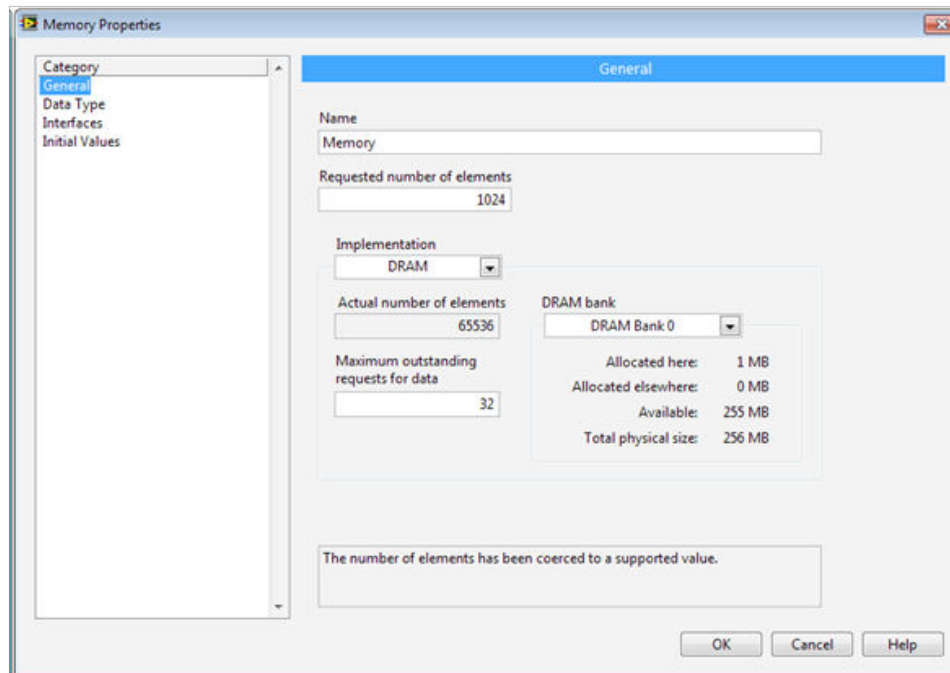 Memory Properties
Category
General
Data Type
Interfaces
Initial Values
General
Name
Memory
Requested number of elements
1024
Implementation
DRAM
Actual number of elements
65536
Maximum outstanding
requests for data
32
DRAM bank
DRAM Bank 0
Allocated here: 1 MB
Allocated elsewhere: 0 MB
Available: 255 MB
Total physical size: 256 MB
The number of elements has been coerced to a supported value.
OK Cancel Help